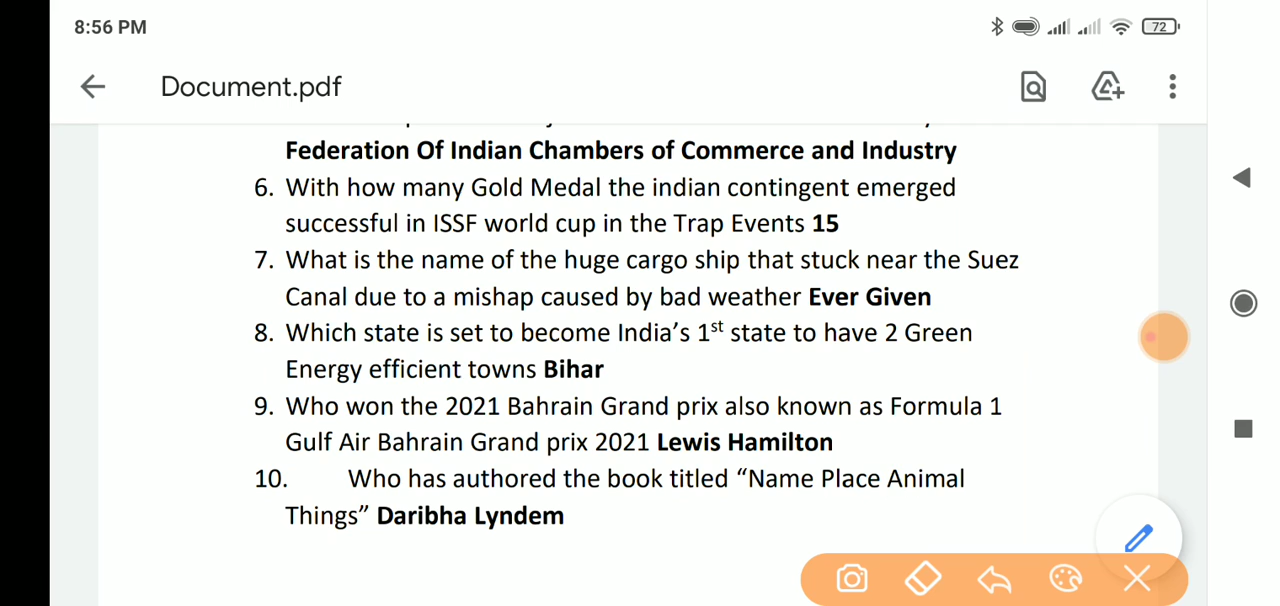 8:56 PM
72
Document.pdf
Federation Of Indian Chambers of Commerce and Industry
6. With how many Gold Medal the indian contingent emerged
successful in ISSF world cup in the Trap Events 15
7. What is the name of the huge cargo ship that stuck near the Suez
Canal due to a mishap caused by bad weather Ever Given
8. Which state is set to become India's 1st state to have 2 Green
Energy efficient towns Bihar
9. Who won the 2021 Bahrain Grand prix also known as Formula 1
Gulf Air Bahrain Grand prix 2021 Lewis Hamilton
10. Who has authored the book titled “Name Place Animal
Things” Daribha Lyndem